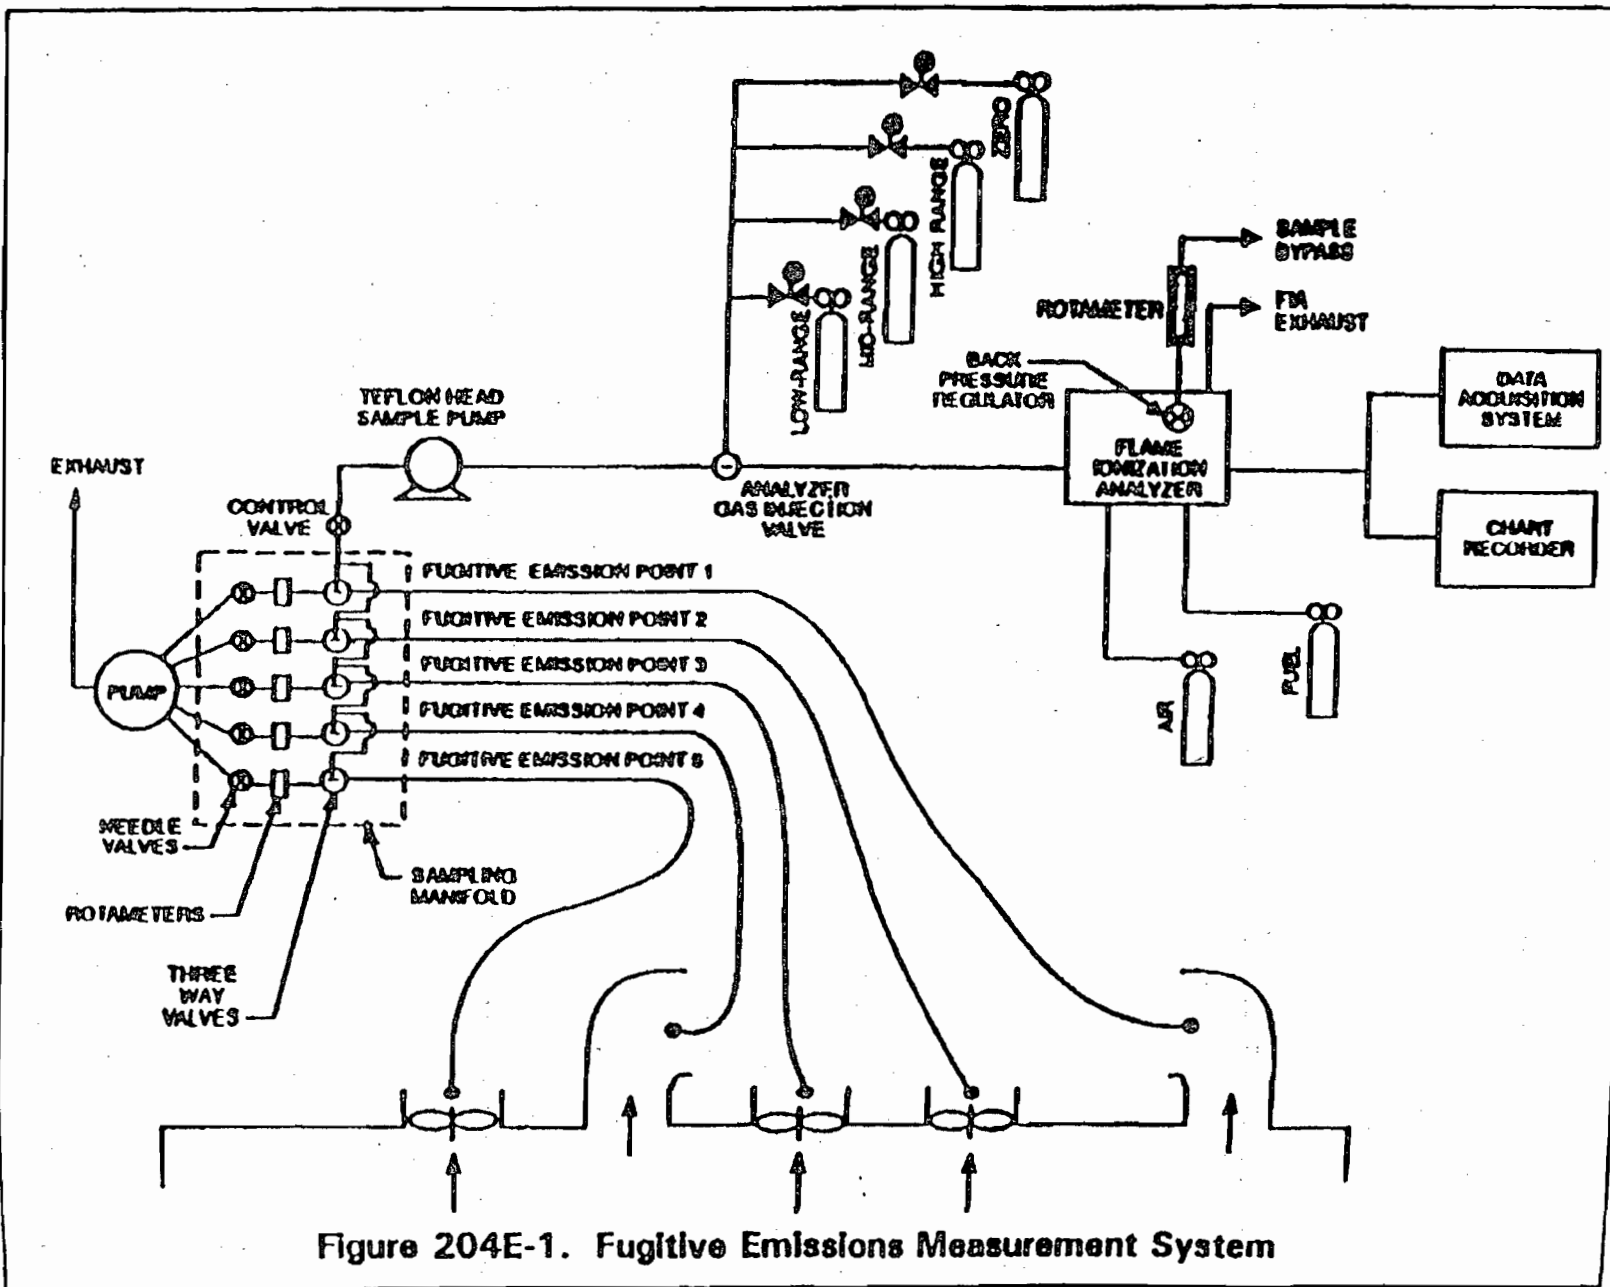 ZERO
HIGH RANGE
MID-RANGE
LOW-RANGE
SAMPLE
BYPASS
ROTAMETER
FIA
EXHAUST
BACK
PRESSURE
REGULATOR
DATA
ACQUISITION
SYSTEM
TEFLON HEAD
SAMPLE PUMP
FLAME
IONIZATION
ANALYZER
EXHAUST
ANALYZER
GAS INJECTION
VALVE
CONTROL
VALVE
CHART
RECORDER
FUGITIVE EMISSION POINT 1
FUGITIVE EMISSION POINT 2
FUGITIVE EMISSION POINT 3
FUGITIVE EMISSION POINT 4
FUGITIVE EMISSION POINT 5
PUMP
FUEL
AIR
NEEDLE
VALVES
SAMPLING
MANIFOLD
ROTAMETERS
THREE
WAY
VALVES
Figure 204E-1. Fugitive Emissions Measurement System